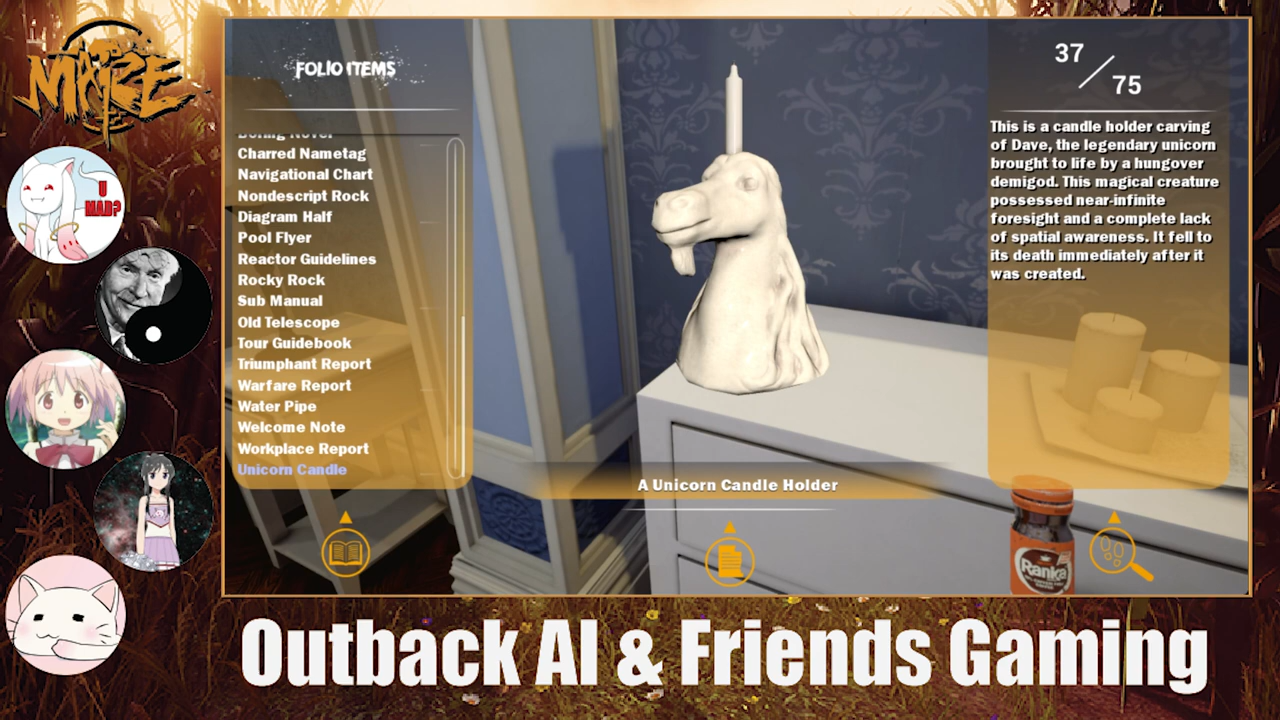 MAIZE
U
MAD?
FOLIO ITEMS
Boring Novel
Charred Nametag
Navigational Chart
Nondescript Rock
Diagram Half
Pool Flyer
Reactor Guidelines
Rocky Rock
Sub Manual
Old Telescope
Tour Guidebook
Triumphant Report
Warfare Report
Water Pipe
Welcome Note
Workplace Report
Unicorn Candle
A Unicorn Candle Holder
37
75
This is a candle holder carving
of Dave, the legendary unicorn
brought to life by a hungover
demigod. This magical creature
possessed near-infinite
foresight and a complete lack
of spatial awareness. It fell to
its death immediately after it
was created.
Ranka
Outback Al & Friends Gaming